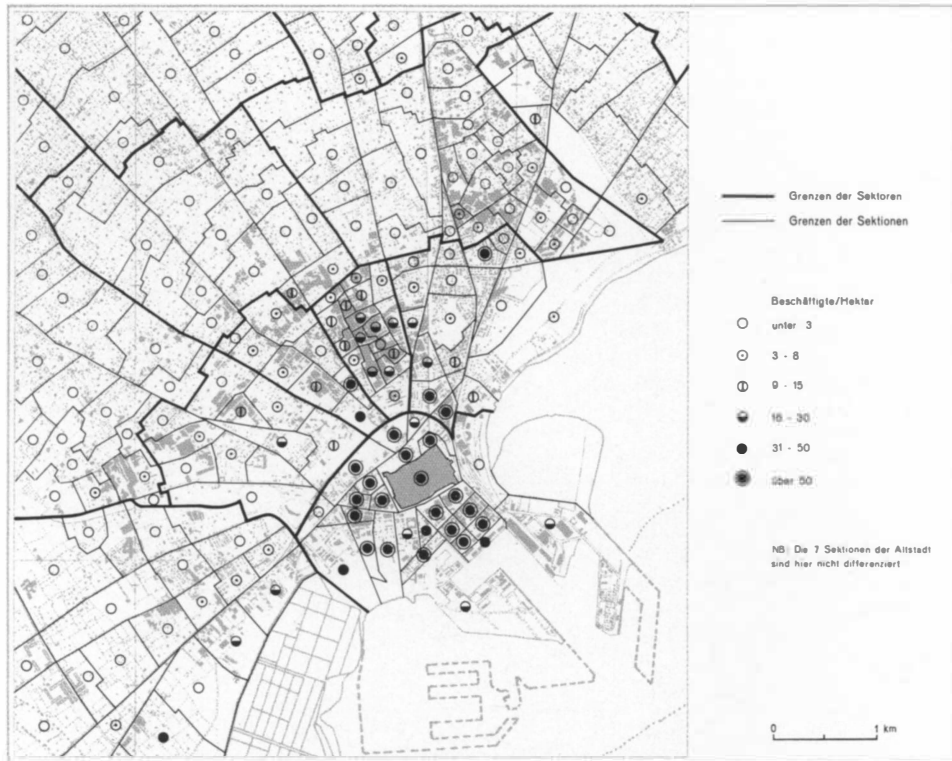 Grenzen der Sektoren
Grenzen der Sektionen
Beschäftigte/Hektar
unter 3
3 - 8
9 - 15
16 - 30
31 - 50
über 50
NB: Die 7 Sektionen der Altstadt
sind hier nicht differenziert
0 1 km